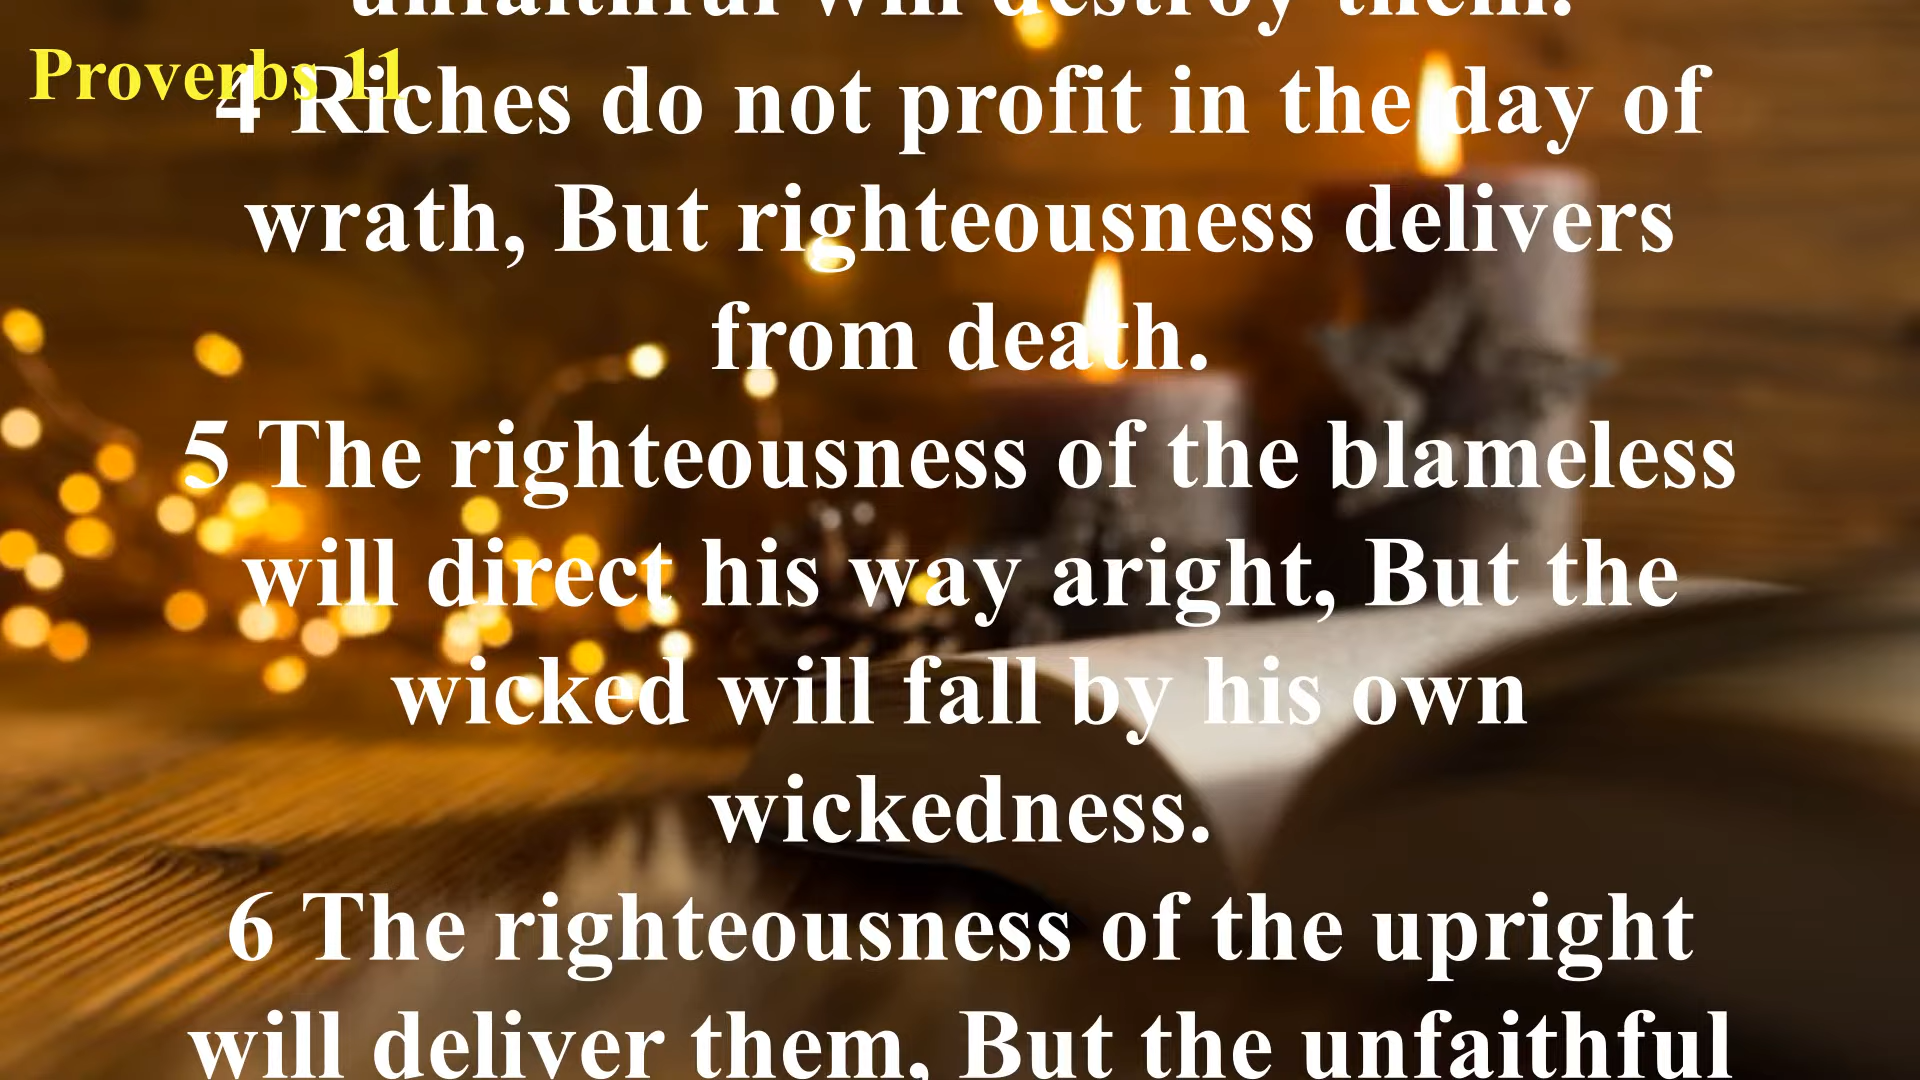 unfaithful will destroy them.
Proverbs 11
4 Riches do not profit in the day of
wrath, But righteousness delivers
from death.
5 The righteousness of the blameless
will direct his way aright, But the
wicked will fall by his own
wickedness.
6 The righteousness of the upright
will deliver them, But the unfaithful